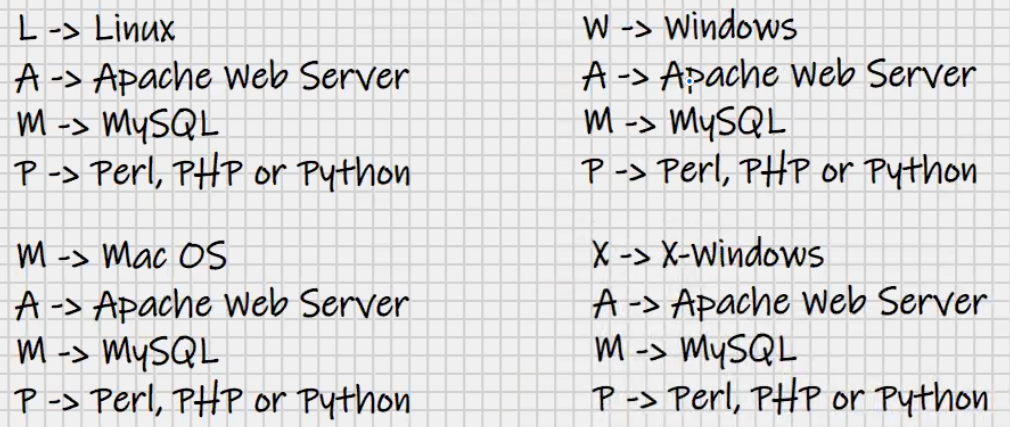 L -> Linux
A -> Apache Web Server
M -> MySQL
P -> Perl, PHP or Python
W -> Windows
A -> Apache Web Server
M -> MySQL
P -> Perl, PHP or Python
M -> Mac OS
A -> Apache Web Server
M -> MySQL
P -> Perl, PHP or Python
X -> X-Windows
A -> Apache Web Server
M -> MySQL
P -> Perl, PHP or Python